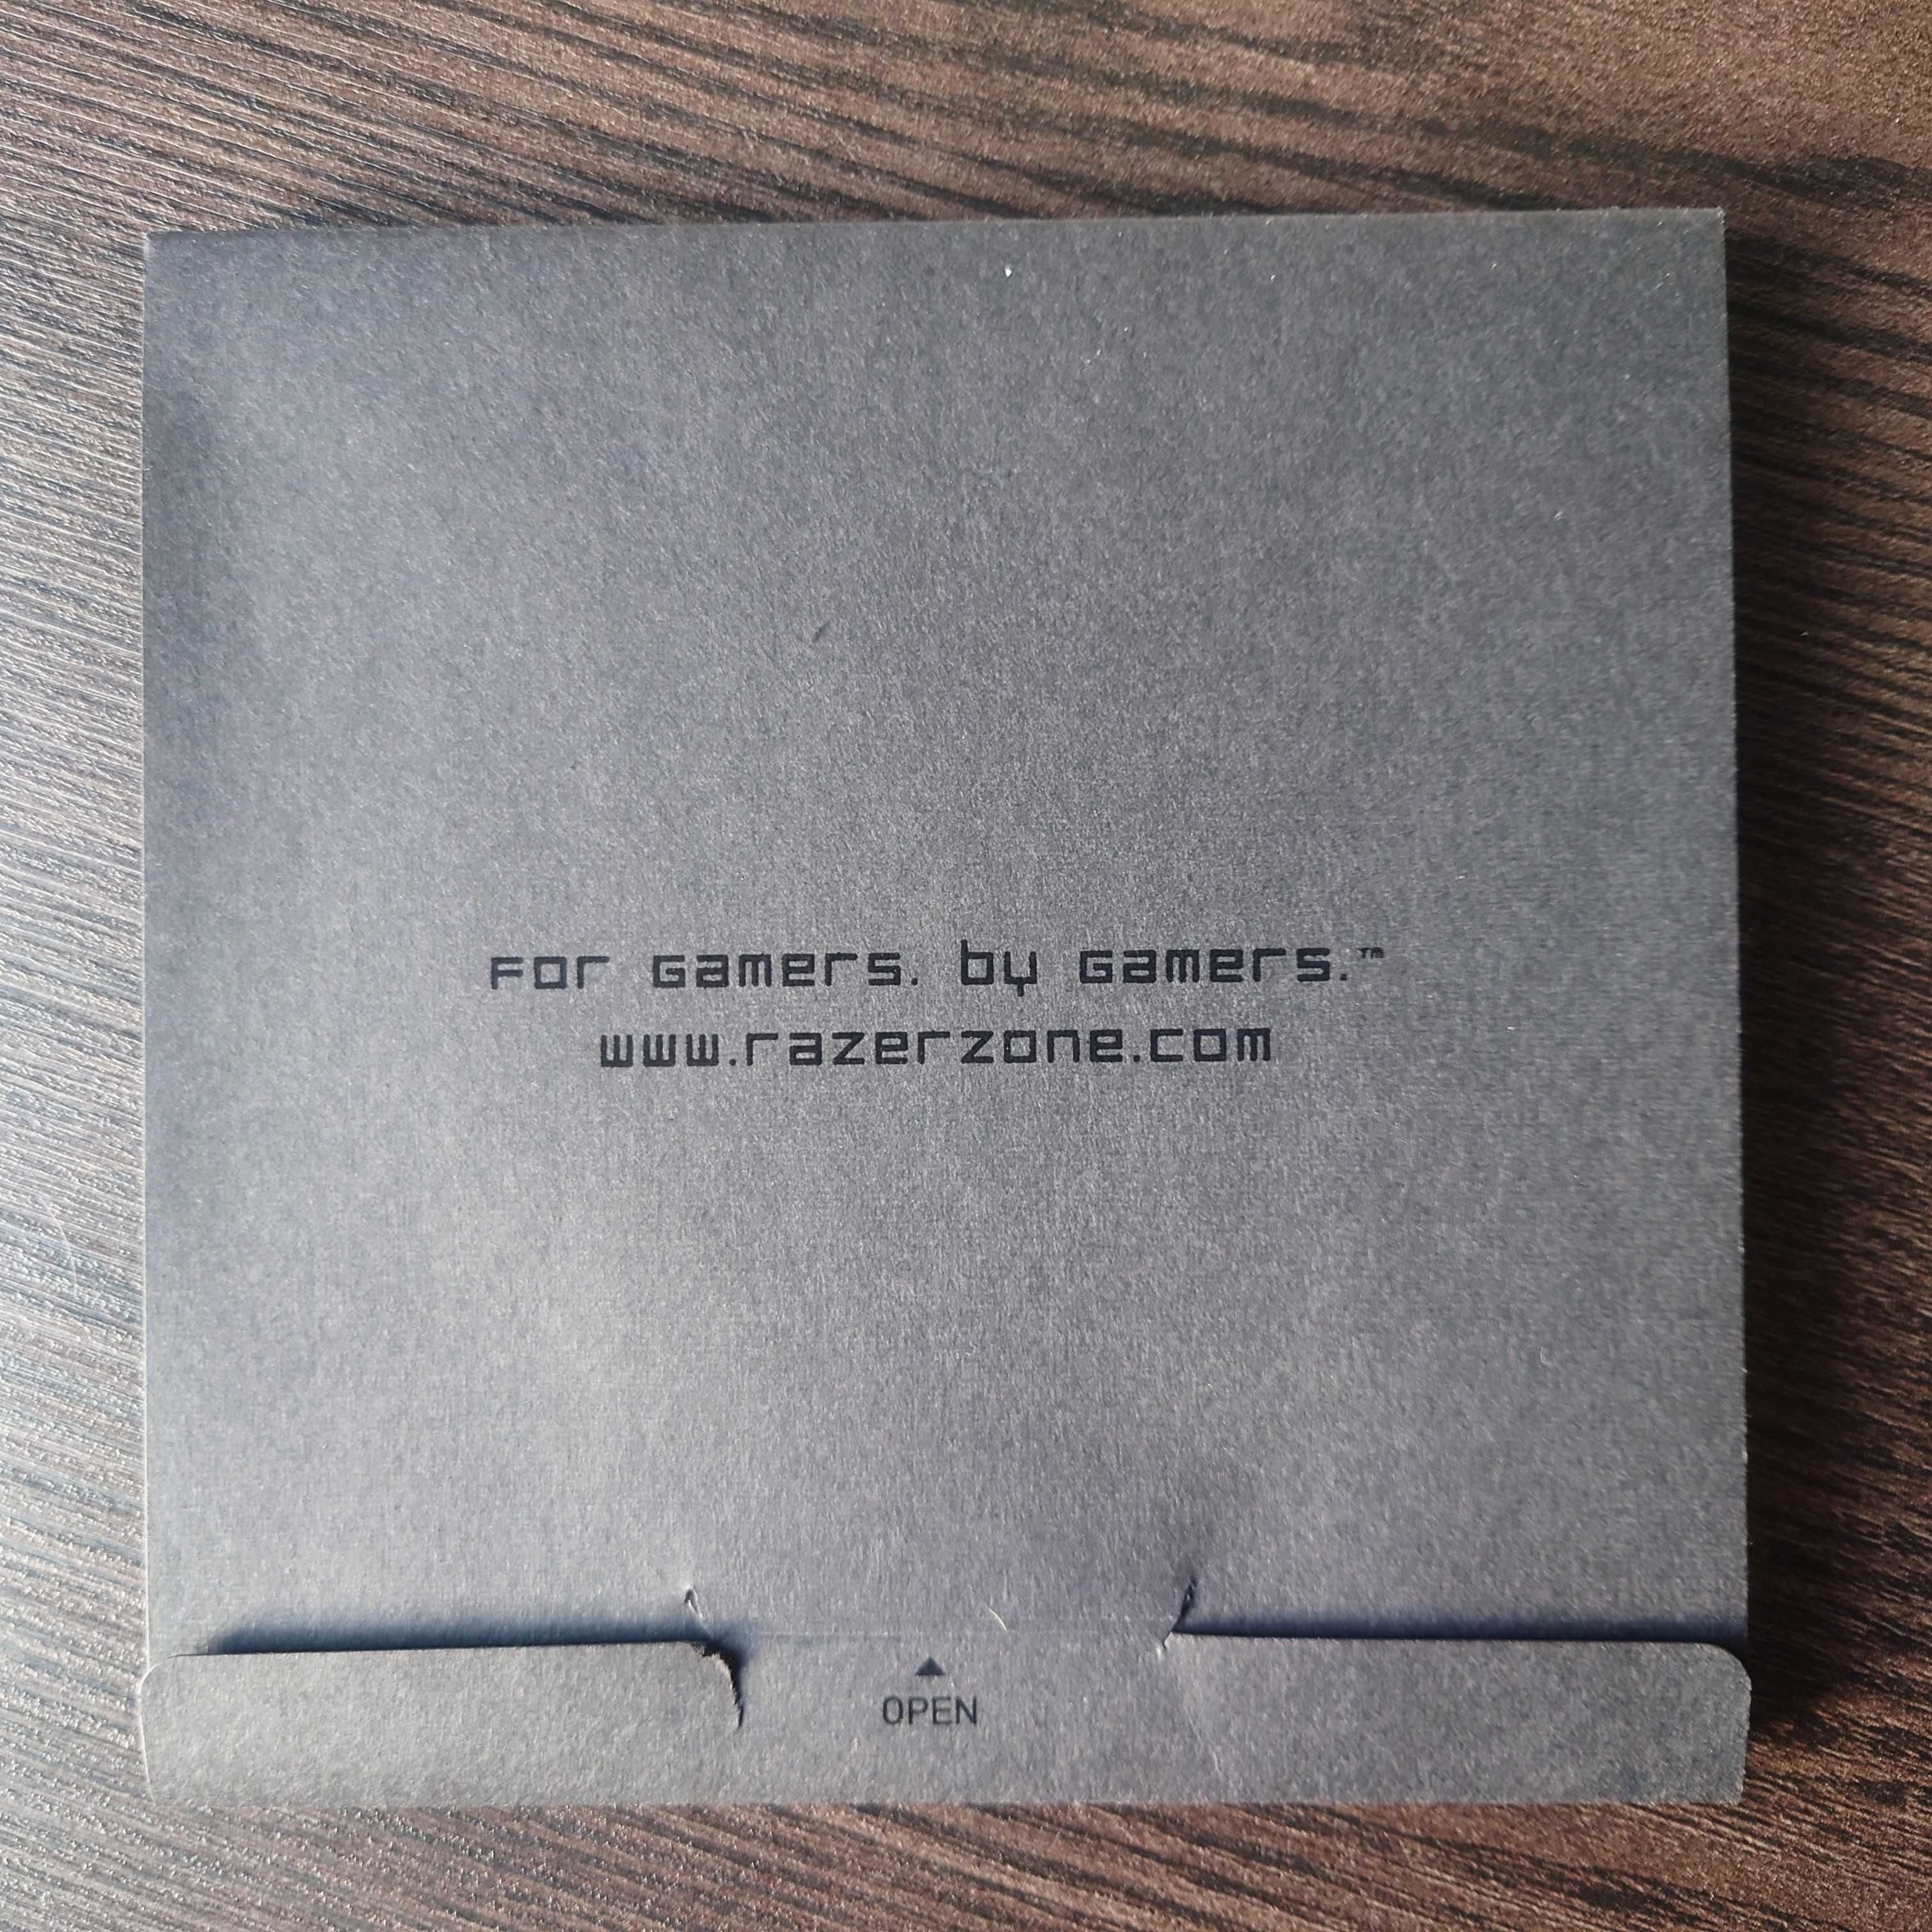 For Gamers. by Gamers.™
www.razerzone.com
▲
OPEN